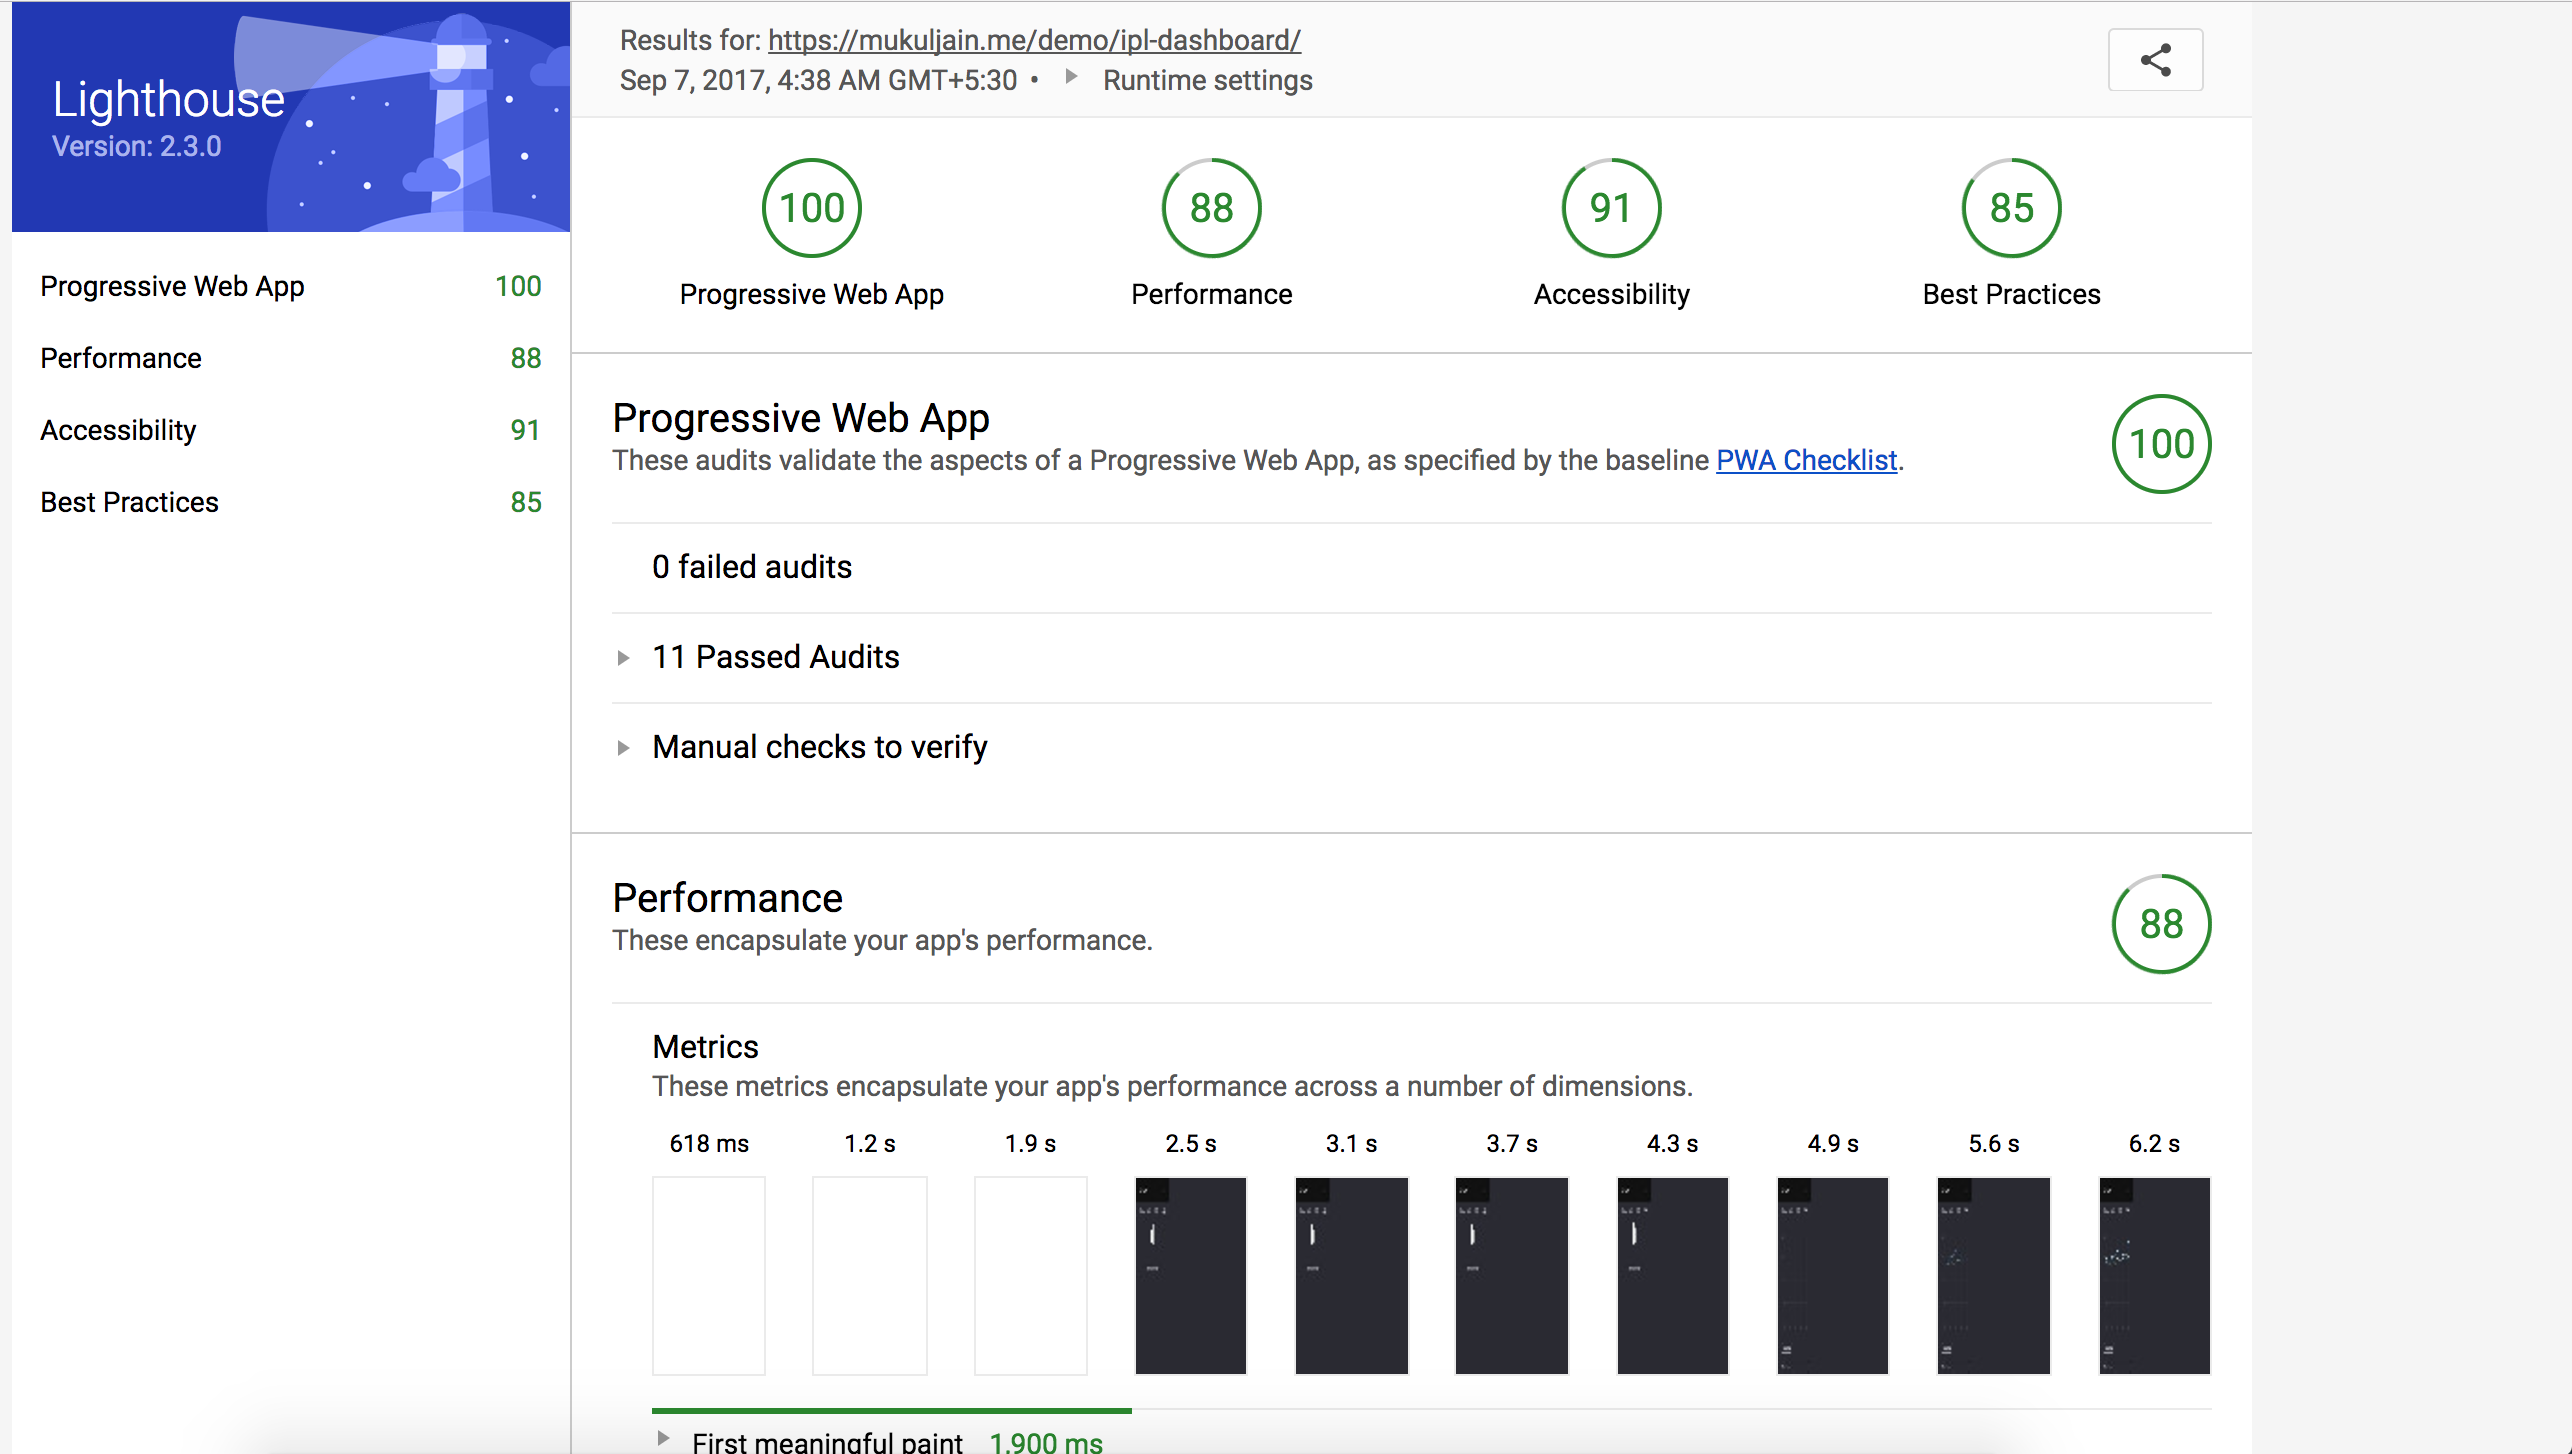 Lighthouse
Version: 2.3.0
Progressive Web App 100
Performance 88
Accessibility 91
Best Practices 85
Results for: https://mukuljain.me/demo/ipl-dashboard/
Sep 7, 2017, 4:38 AM GMT+5:30 • Runtime settings
100 88 91 85
Progressive Web App Performance Accessibility Best Practices
Progressive Web App
These audits validate the aspects of a Progressive Web App, as specified by the baseline PWA Checklist.
100
0 failed audits
11 Passed Audits
Manual checks to verify
Performance
These encapsulate your app's performance.
88
Metrics
These metrics encapsulate your app's performance across a number of dimensions.
618 ms 1.2 s 1.9 s 2.5 s 3.1 s 3.7 s 4.3 s 4.9 s 5.6 s 6.2 s
First meaningful paint 1,900 ms